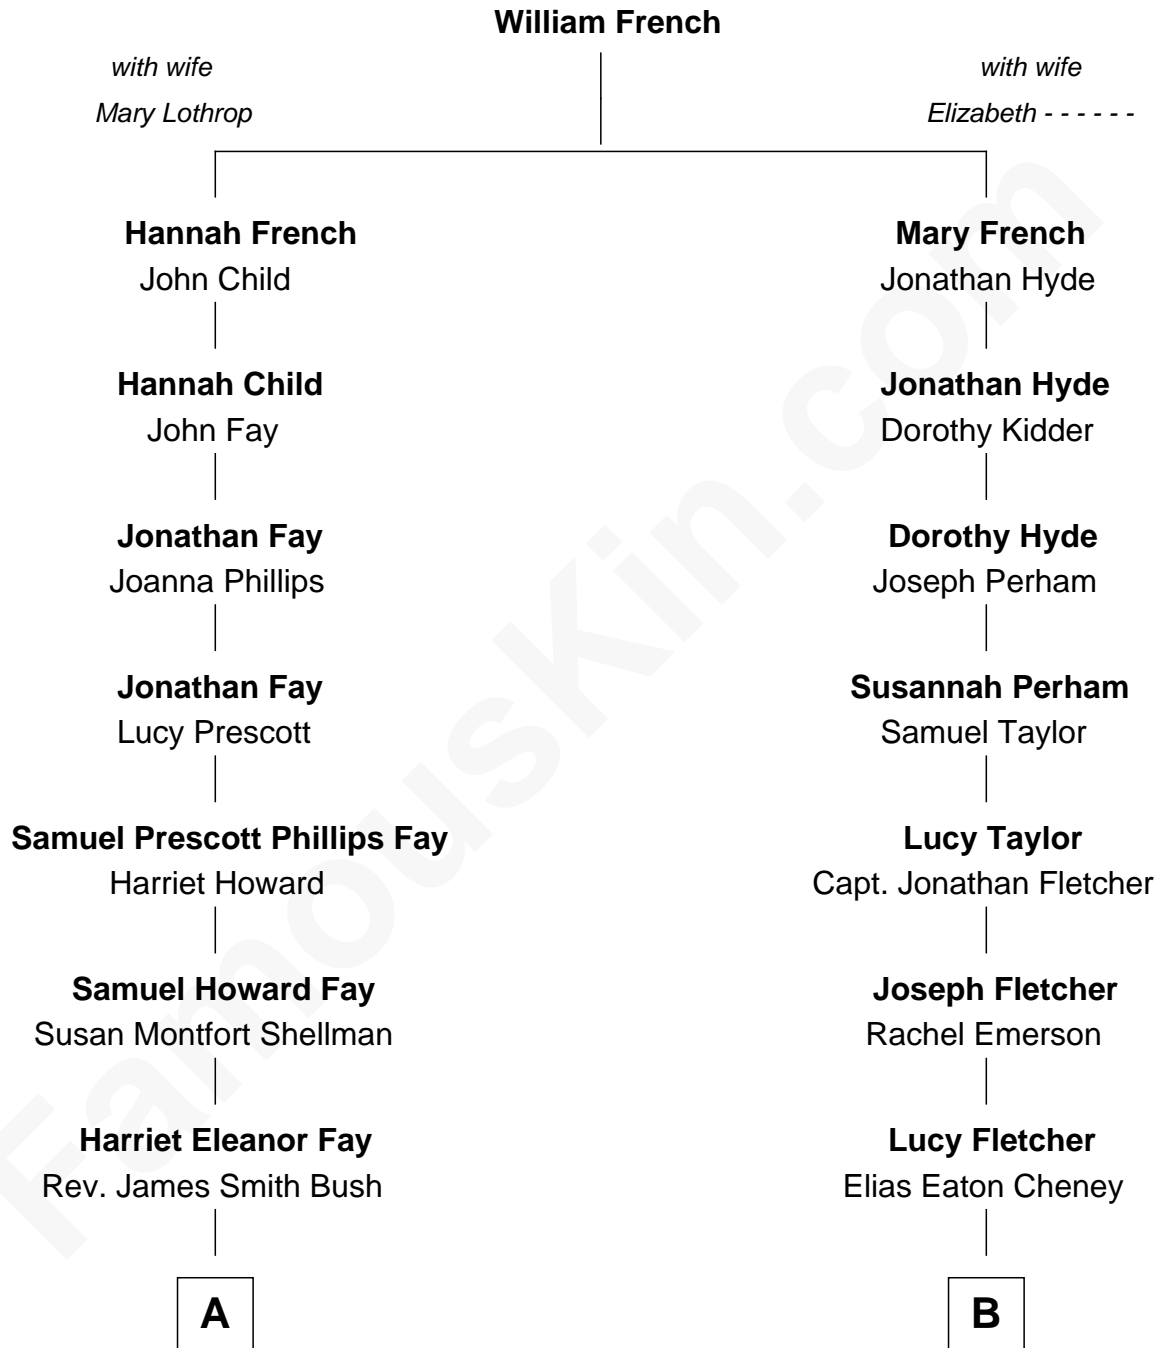 William French
with wife
Mary Lothrop
with wife
Elizabeth - - - - - -
Hannah French
John Child
Mary French
Jonathan Hyde
Hannah Child
John Fay
Jonathan Hyde
Dorothy Kidder
Jonathan Fay
Joanna Phillips
Dorothy Hyde
Joseph Perham
Jonathan Fay
Lucy Prescott
Susannah Perham
Samuel Taylor
Samuel Prescott Phillips Fay
Harriet Howard
Lucy Taylor
Capt. Jonathan Fletcher
Samuel Howard Fay
Susan Montfort Shellman
Joseph Fletcher
Rachel Emerson
Harriet Eleanor Fay
Rev. James Smith Bush
Lucy Fletcher
Elias Eaton Cheney
A
B
FamousKin.com